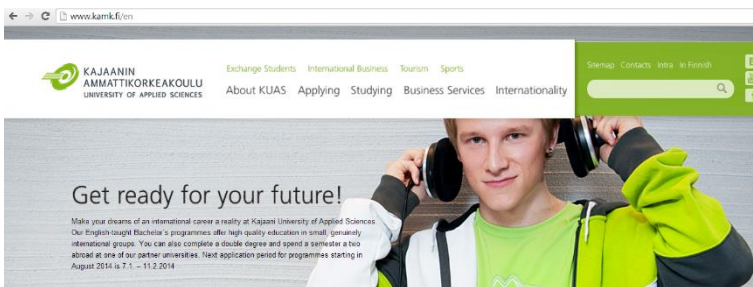 www.kamk.fi/en
KAJAANIN
AMMATTIKORKEAKOULU
UNIVERSITY OF APPLIED SCIENCES
Exchange Students International Business Tourism Sports
About KUAS Applying Studying Business Services Internationality
Sitemap Contacts Intra In Finnish
Get ready for your future!
Make your dreams of an international career a reality at Kajaani University of Applied Sciences.
Our English-taught Bachelor´s programmes offer high quality education in small, genuinely
international groups. You can also complete a double degree and spend a semester a two
abroad at one of our partner universities. Next application period for programmes starting in
August 2014 is 7.1. – 11.2.2014